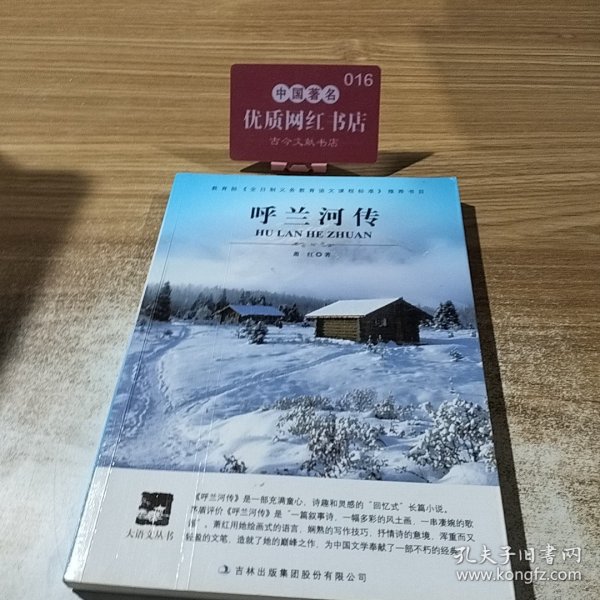 016
中国著名
优质网红书店
古今文献书店
教育部《全日制义务教育语文课程标准》推荐书目
呼兰河传
HU LAN HE ZHUAN
萧 红◎著
《呼兰河传》是一部充满童心、诗趣和灵感的“回忆式”长篇小说。
茅盾评价《呼兰河传》是“一篇叙事诗，一幅多彩的风土画，一串凄婉的歌
谣”。萧红用她绘画式的语言，娴熟的写作技巧，抒情诗的意境，浑重而又
轻盈的文笔，造就了她的巅峰之作，为中国文学奉献了一部不朽的经典
大语文丛书
吉林出版集团股份有限公司
孔夫子旧书网
www.kongfz.com